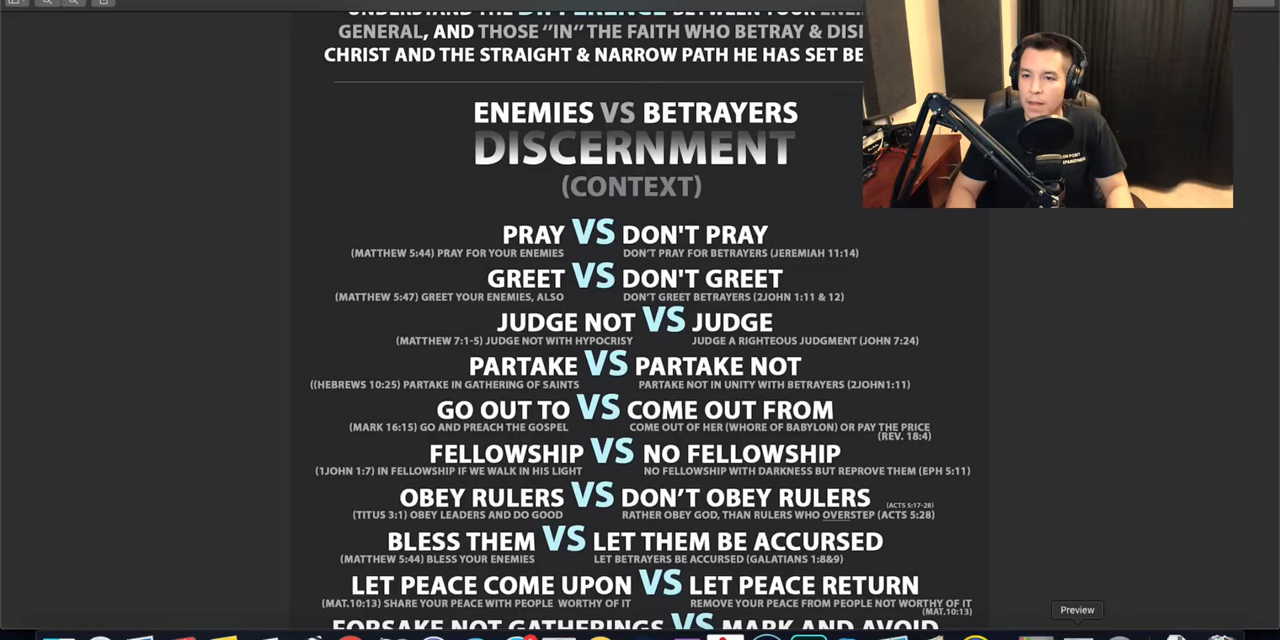 UNDERSTAND THE DIFFERENCE BETWEEN YOUR
GENERAL, AND THOSE "IN" THE FAITH WHO BETRAY &
CHRIST AND THE STRAIGHT & NARROW PATH HE HAS SET
ENEMIES VS BETRAYERS
DISCERNMENT
(CONTEXT)
PRAY VS DON'T PRAY
(MATTHEW 5:44) PRAY FOR YOUR ENEMIES DON'T PRAY FOR BETRAYERS (JEREMIAH 11:14)
GREET VS DON'T GREET
(MATTHEW 5:47) GREET YOUR ENEMIES, ALSO DON'T GREET BETRAYERS (2JOHN 1:11 & 12)
JUDGE NOT VS JUDGE
(MATTHEW 7:1-5) JUDGE NOT WITH HYPOCRISY JUDGE A RIGHTEOUS JUDGMENT (JOHN 7:24)
PARTAKE VS PARTAKE NOT
((HEBREWS 10:25) PARTAKE IN GATHERING OF SAINTS PARTAKE NOT IN UNITY WITH BETRAYERS (2JOHN1:11)
GO OUT TO VS COME OUT FROM
(MARK 16:15) GO AND PREACH THE GOSPEL COME OUT OF HER (WHORE OF BABYLON) OR PAY THE PRICE
(REV. 18:4)
FELLOWSHIP VS NO FELLOWSHIP
(1JOHN 1:7) IN FELLOWSHIP IF WE WALK IN HIS LIGHT NO FELLOWSHIP WITH DARKNESS BUT REPROVE THEM (EPH 5:11)
OBEY RULERS VS DON'T OBEY RULERS (ACTS 5:17-28)
(TITUS 3:1) OBEY LEADERS AND DO GOOD RATHER OBEY GOD, THAN RULERS WHO OVERSTEP (ACTS 5:28)
BLESS THEM VS LET THEM BE ACCURSED
(MATTHEW 5:44) BLESS YOUR ENEMIES LET BETRAYERS BE ACCURSED (GALATIANS 1:8&9)
LET PEACE COME UPON VS LET PEACE RETURN
(MAT.10:13) SHARE YOUR PEACE WITH PEOPLE WORTHY OF IT REMOVE YOUR PEACE FROM PEOPLE NOT WORTHY OF IT
(MAT.10:13)
Preview
FORSAKE NOT GATHERINGS VS MARK AND AVOID